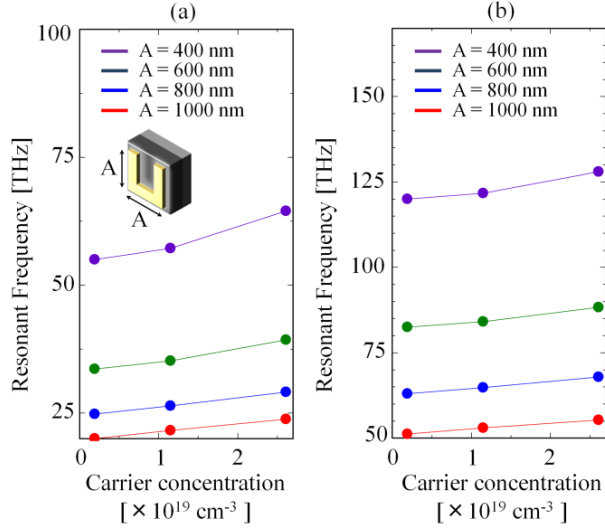 (a)
100
75
50
25
Resonant Frequency [THz]
A = 400 nm
A = 600 nm
A = 800 nm
A = 1000 nm
A
A
0 1 2
Carrier concentration
[ × 10¹⁹ cm⁻³ ]
(b)
150
125
100
75
50
Resonant Frequency [THz]
A = 400 nm
A = 600 nm
A = 800 nm
A = 1000 nm
0 1 2
Carrier concentration
[ × 10¹⁹ cm⁻³ ]